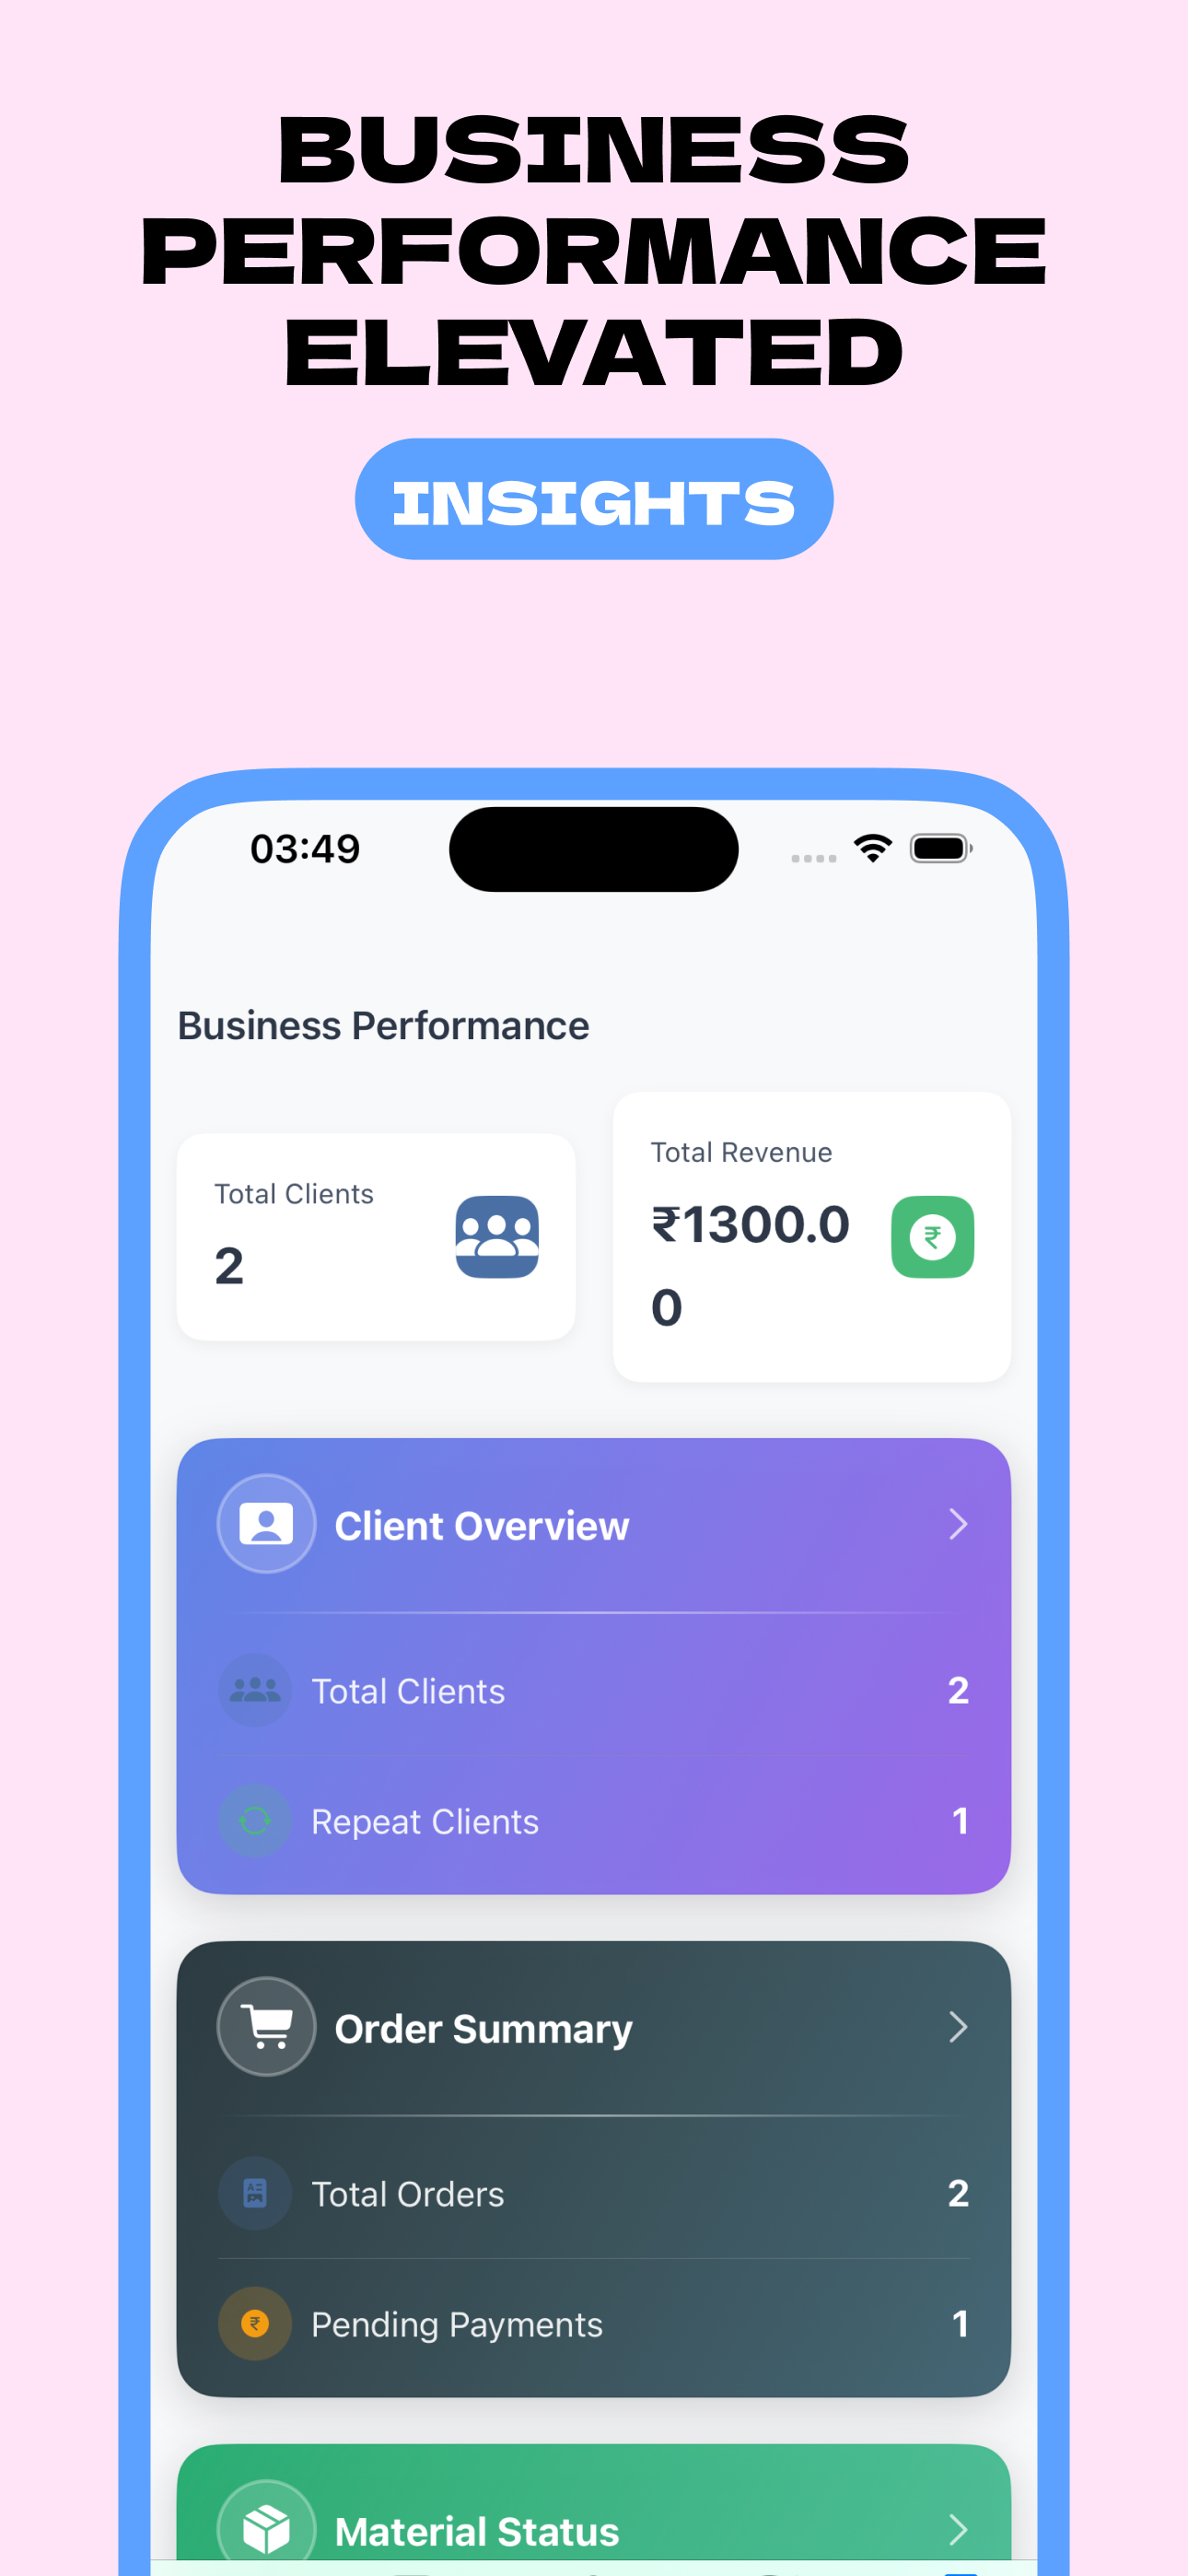 BUSINESS
PERFORMANCE
ELEVATED
INSIGHTS
03:49
Business Performance
Total Clients
2
Total Revenue
₹1300.0
0
Client Overview
Total Clients 2
Repeat Clients 1
Order Summary
Total Orders 2
Pending Payments 1
Material Status